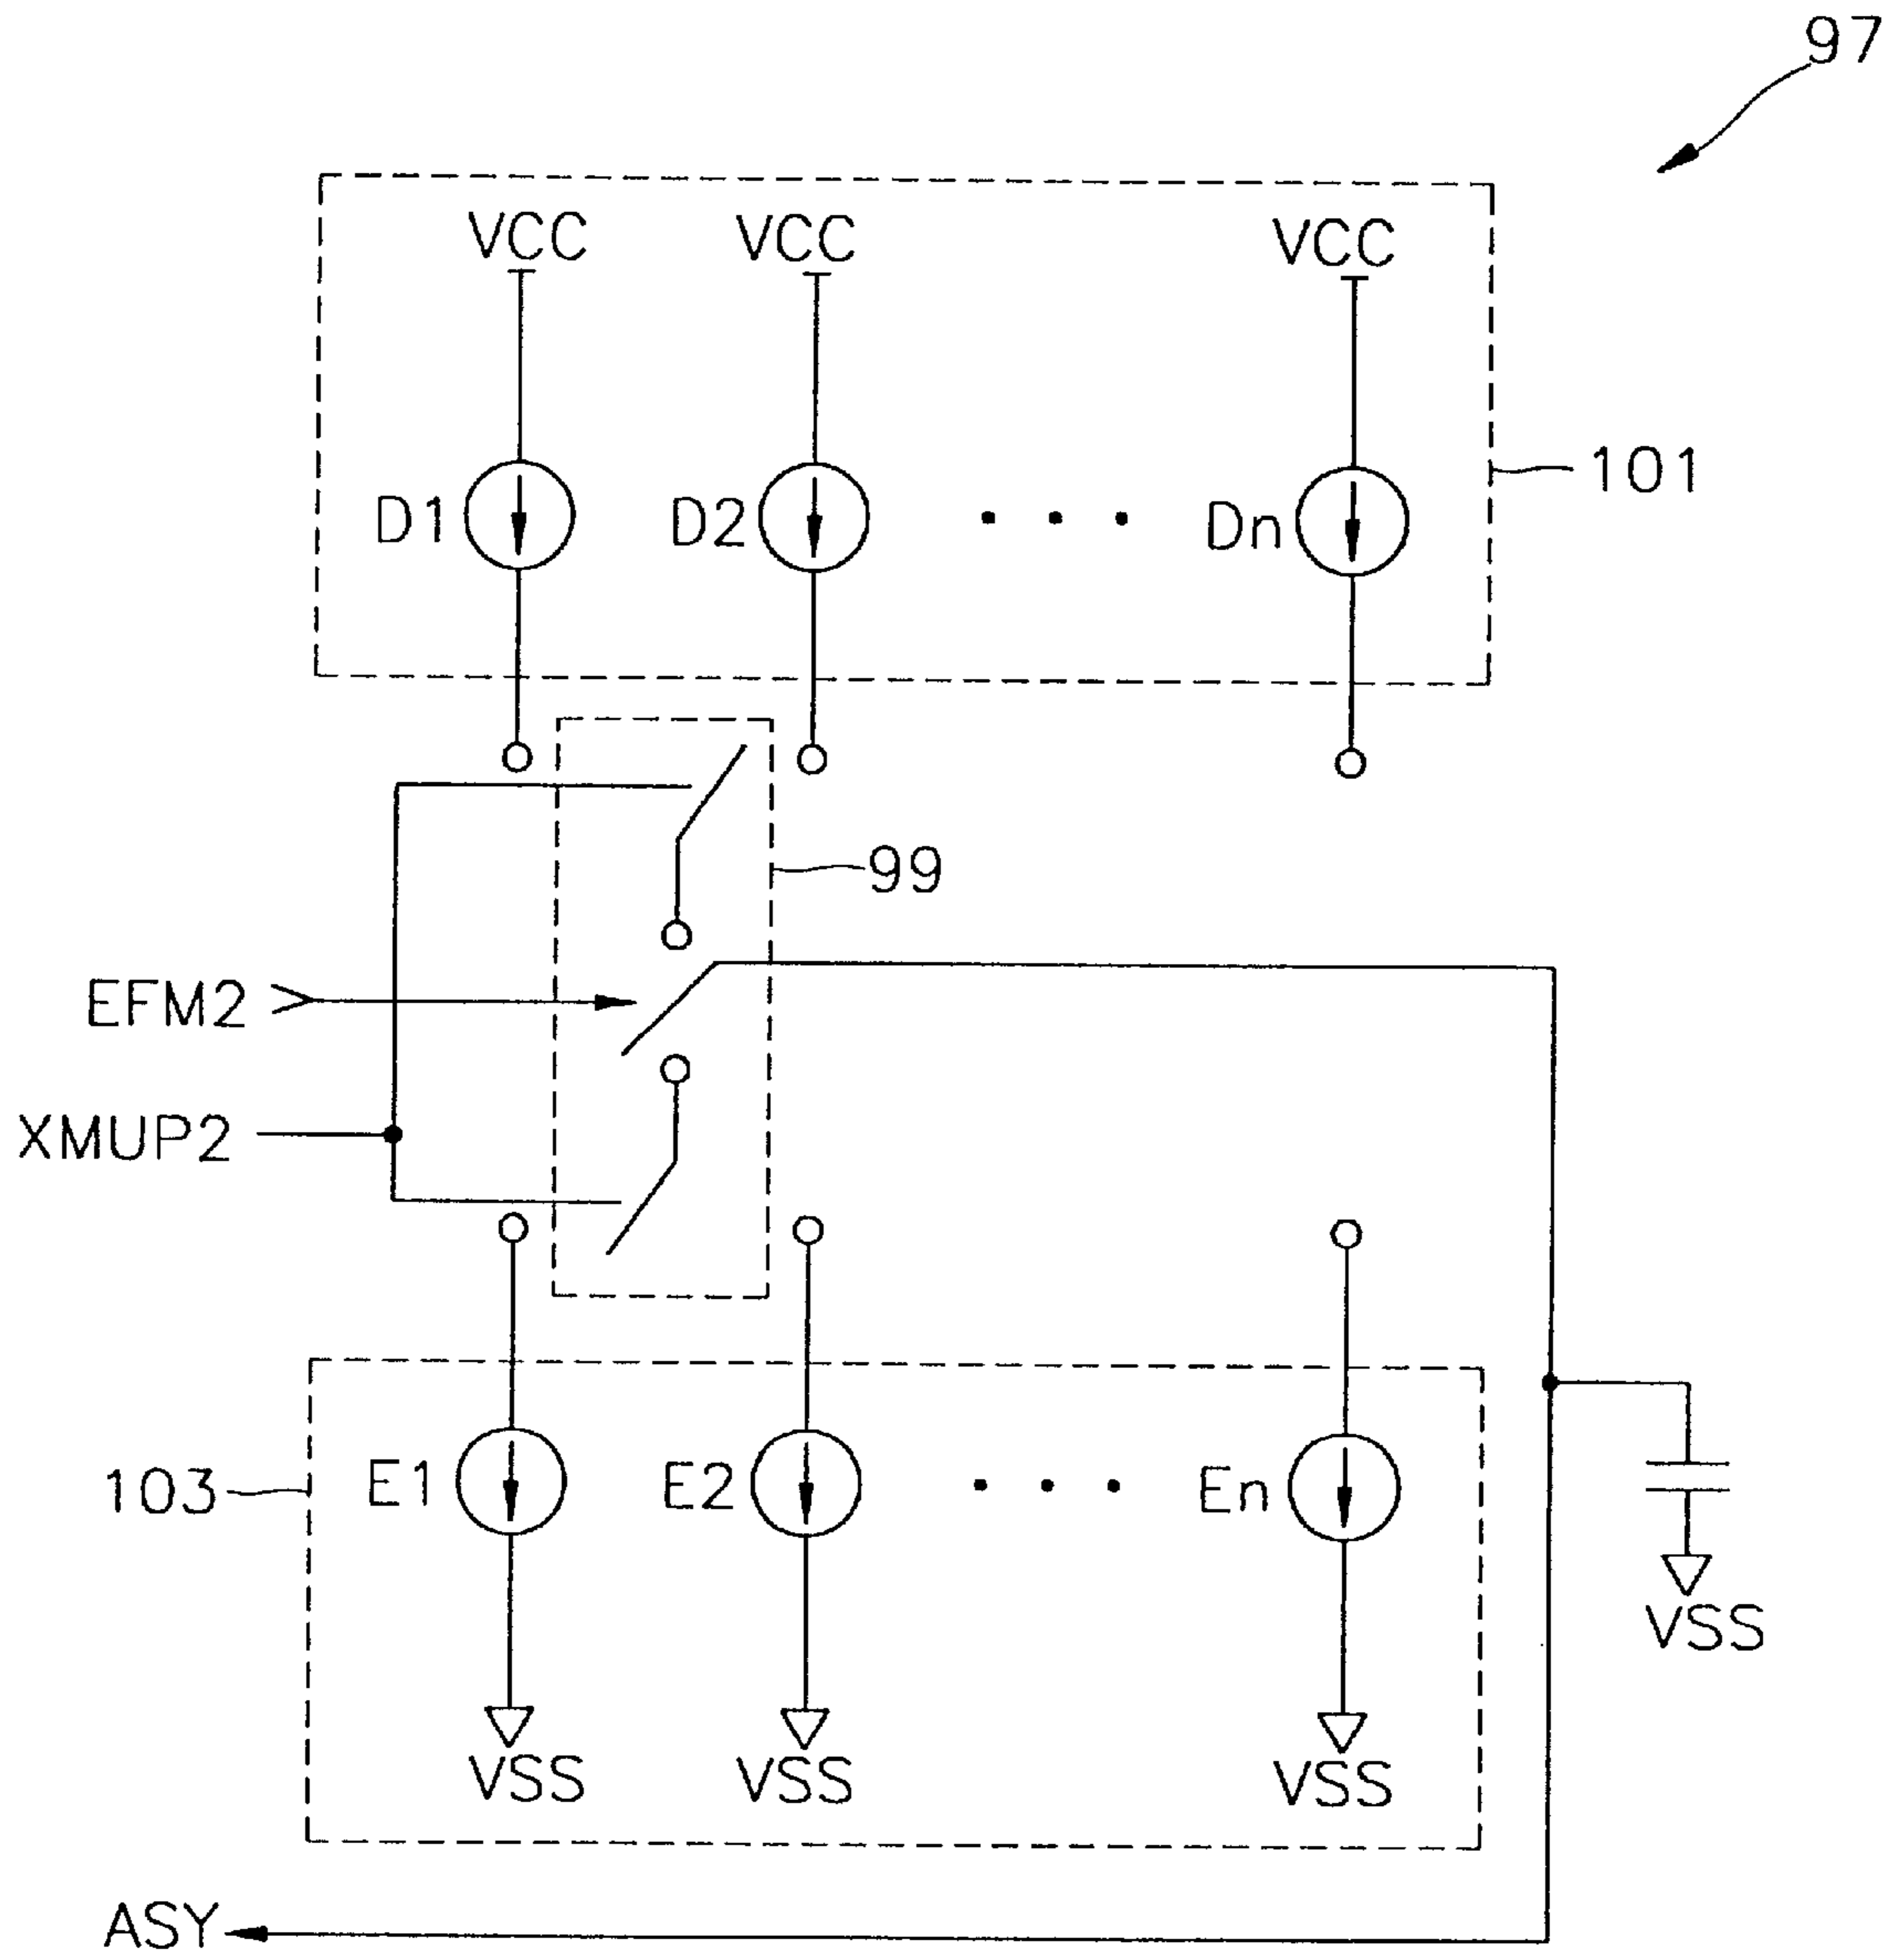 97
VCC VCC VCC
D1 D2 Dn 101
99
EFM2
XMUP2
103 E1 E2 En
VSS
VSS VSS VSS
ASY